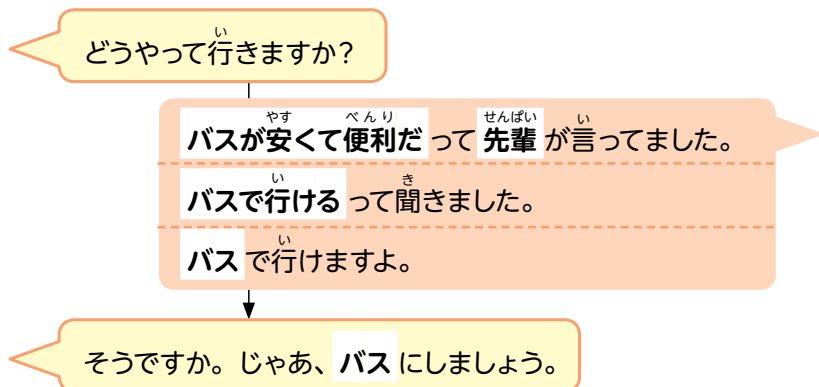 どうやって行きますか？
バスが安くて便利だ って 先輩 が言ってました。
バスで行ける って聞きました。
バス で行けますよ。
そうですか。じゃあ、 バス にしましょう。